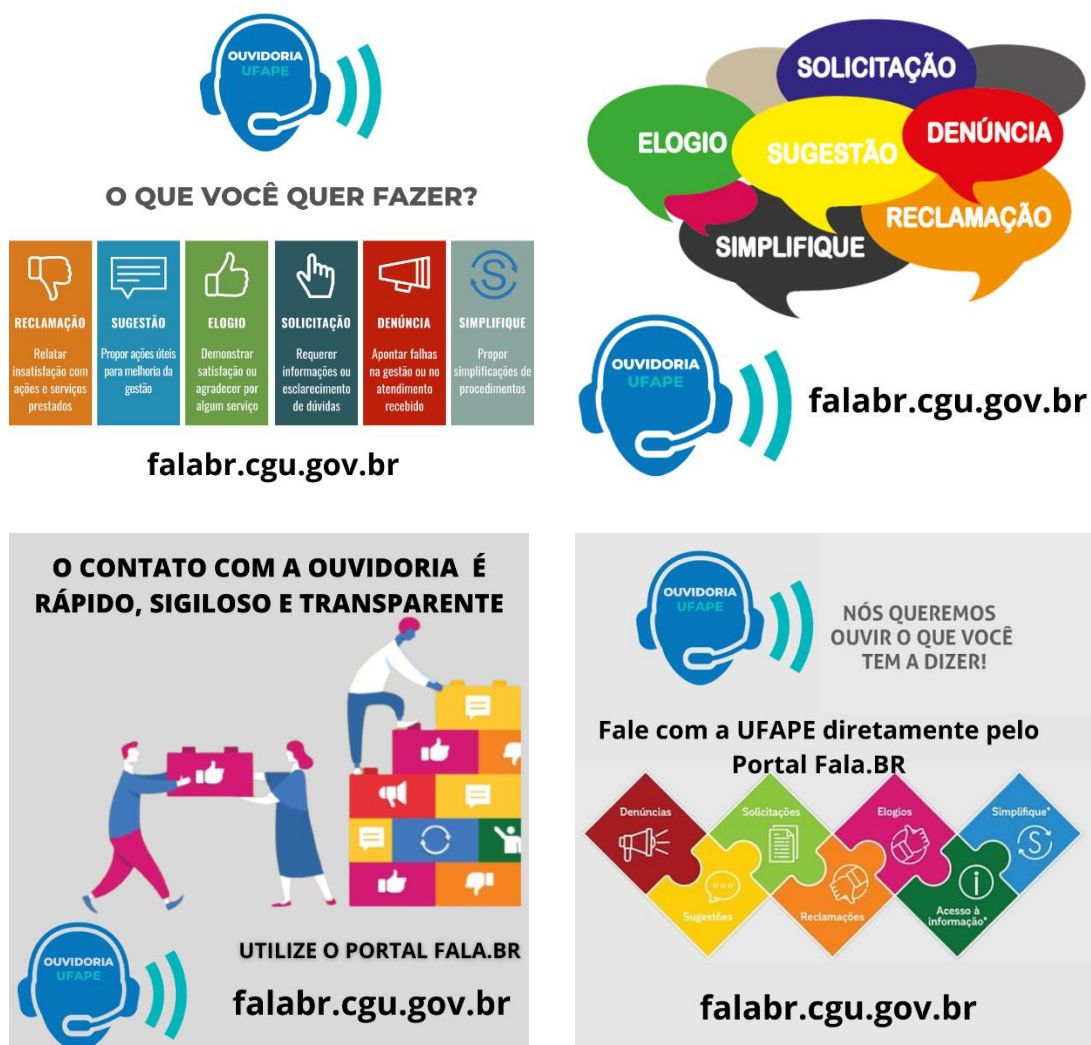 OUVIDORIA
UFAPE
O QUE VOCÊ QUER FAZER?
RECLAMAÇÃO
Relatar
insatisfação com
ações e serviços
prestados
SUGESTÃO
Propor ações úteis
para melhoria da
gestão
ELOGIO
Demonstrar
satisfação ou
agradecer por
algum serviço
SOLICITAÇÃO
Requerer
informações ou
esclarecimento
de dúvidas
DENÚNCIA
Apontar falhas
na gestão ou no
atendimento
recebido
SIMPLIFIQUE
Propor
simplificações de
procedimentos
falabr.cgu.gov.br
SOLICITAÇÃO
ELOGIO
SUGESTÃO
DENÚNCIA
RECLAMAÇÃO
SIMPLIFIQUE
OUVIDORIA
UFAPE
falabr.cgu.gov.br
O CONTATO COM A OUVIDORIA É
RÁPIDO, SIGILOSO E TRANSPARENTE
OUVIDORIA
UFAPE
UTILIZE O PORTAL FALA.BR
falabr.cgu.gov.br
OUVIDORIA
UFAPE
NÓS QUEREMOS
OUVIR O QUE VOCÊ
TEM A DIZER!
Fale com a UFAPE diretamente pelo
Portal Fala.BR
Denúncias
Solicitações
Elogios
Simplifique*
Sugestões
Reclamações
Acesso à
informação*
falabr.cgu.gov.br